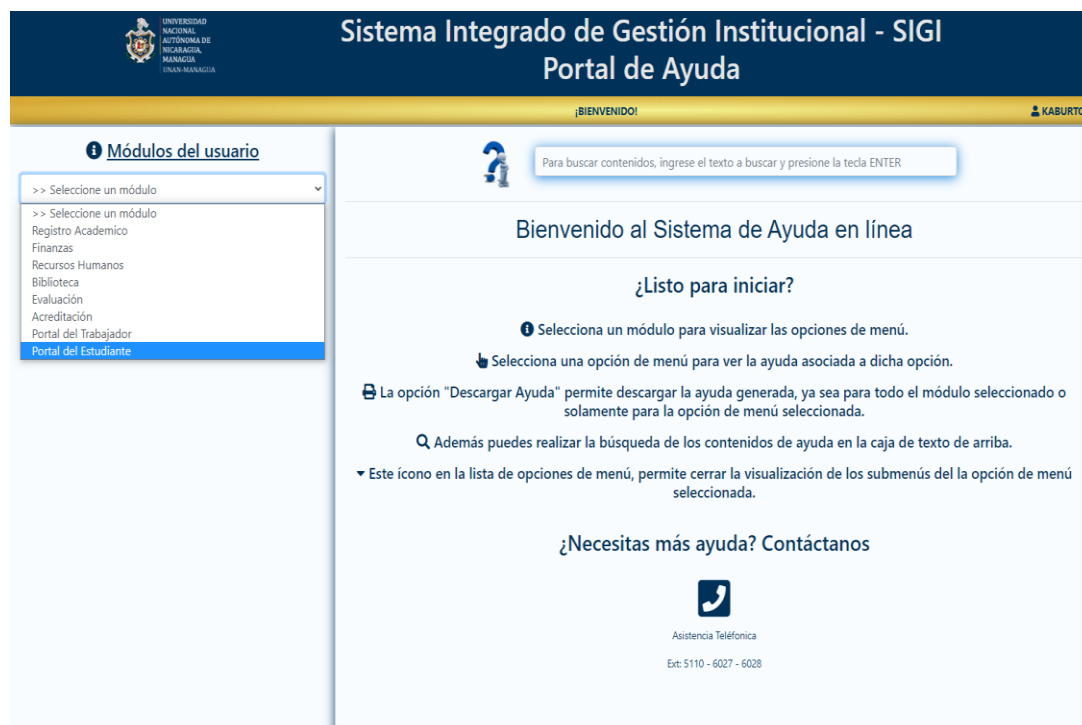 UNIVERSIDAD
NACIONAL
AUTÓNOMA DE
NICARAGUA,
MANAGUA
UNAN-MANAGUA
Sistema Integrado de Gestión Institucional - SIGI
Portal de Ayuda
¡BIENVENIDO!
KABURTO
Módulos del usuario
>> Seleccione un módulo
>> Seleccione un módulo
Registro Academico
Finanzas
Recursos Humanos
Biblioteca
Evaluación
Acreditación
Portal del Trabajador
Portal del Estudiante
Para buscar contenidos, ingrese el texto a buscar y presione la tecla ENTER
Bienvenido al Sistema de Ayuda en línea
¿Listo para iniciar?
Selecciona un módulo para visualizar las opciones de menú.
Selecciona una opción de menú para ver la ayuda asociada a dicha opción.
La opción "Descargar Ayuda" permite descargar la ayuda generada, ya sea para todo el módulo seleccionado o
solamente para la opción de menú seleccionada.
Además puedes realizar la búsqueda de los contenidos de ayuda en la caja de texto de arriba.
Este ícono en la lista de opciones de menú, permite cerrar la visualización de los submenús del la opción de menú
seleccionada.
¿Necesitas más ayuda? Contáctanos
Asistencia Teléfonica
Ext: 5110 - 6027 - 6028